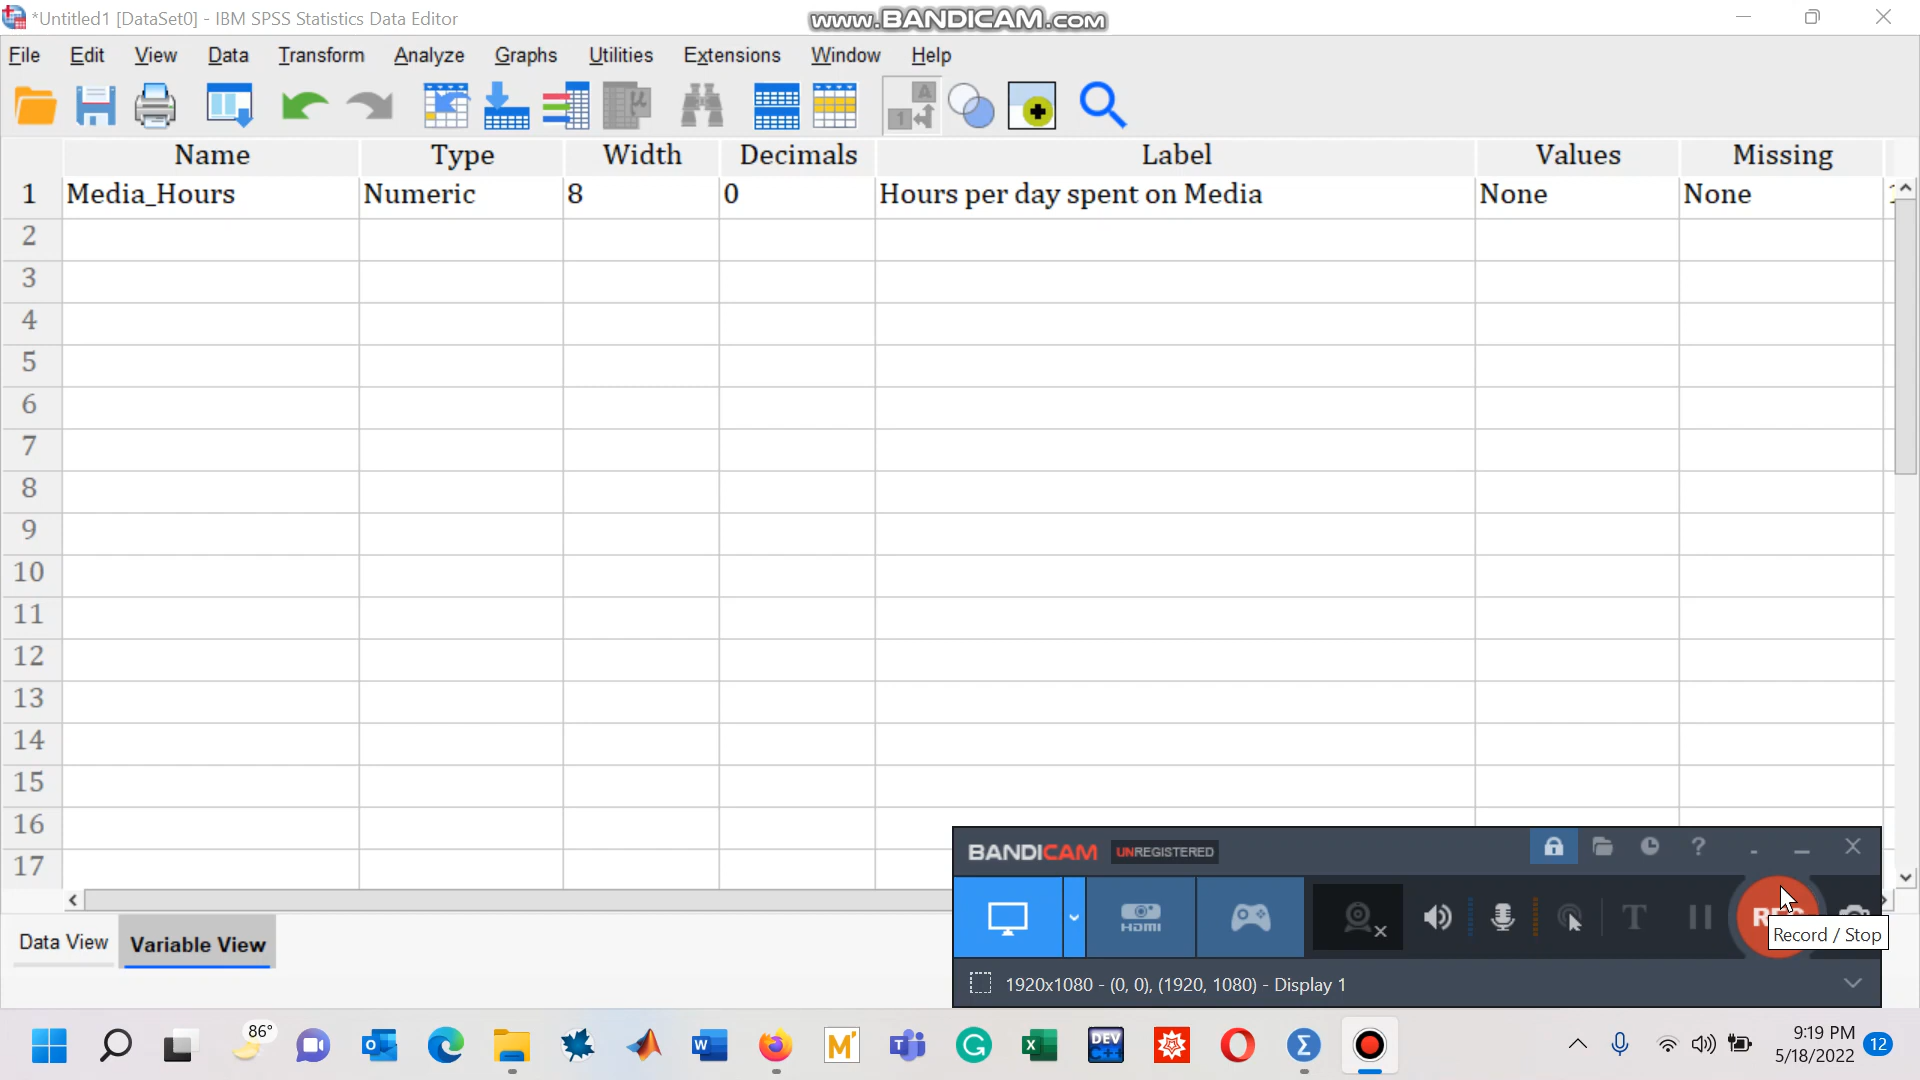 *Untitled1 [DataSet0] - IBM SPSS Statistics Data Editor
www.BANDICAM.com
File Edit View Data Transform Analyze Graphs Utilities Extensions Window Help
Name Type Width Decimals Label Values Missing
1 Media_Hours Numeric 8 0 Hours per day spent on Media None None
2
3
4
5
6
7
8
9
10
11
12
13
14
15
16
17
BANDICAM UNREGISTERED
HDMI
REC
Record / Stop
1920x1080 - (0, 0), (1920, 1080) - Display 1
Data View Variable View
86°
DEV C++
9:19 PM
5/18/2022
12